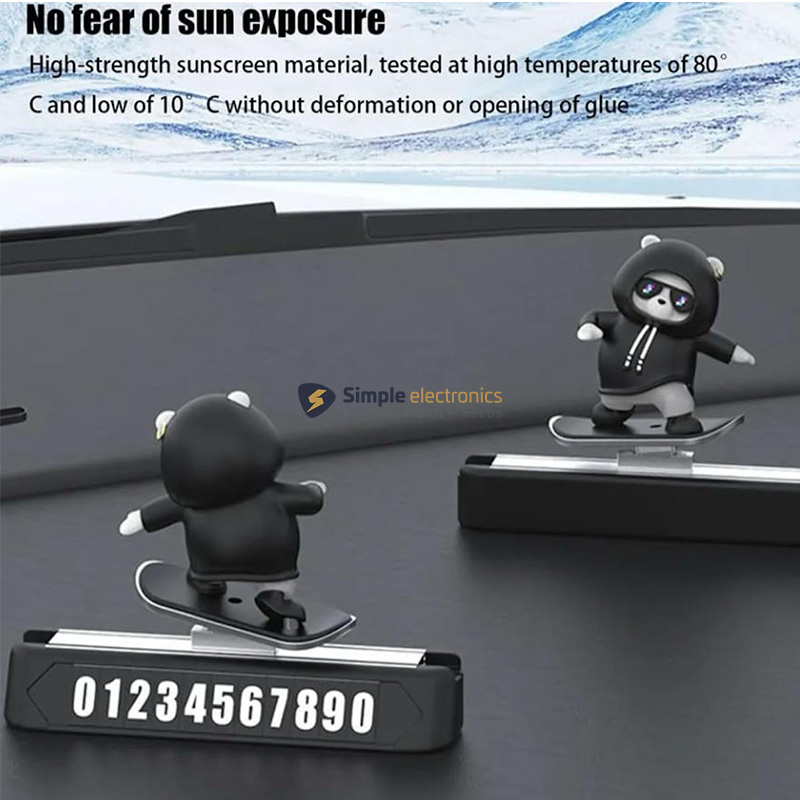 No fear of sun exposure
High-strength sunscreen material, tested at high temperatures of 80°
C and low of 10° C without deformation or opening of glue
Simple electronics
01234567890